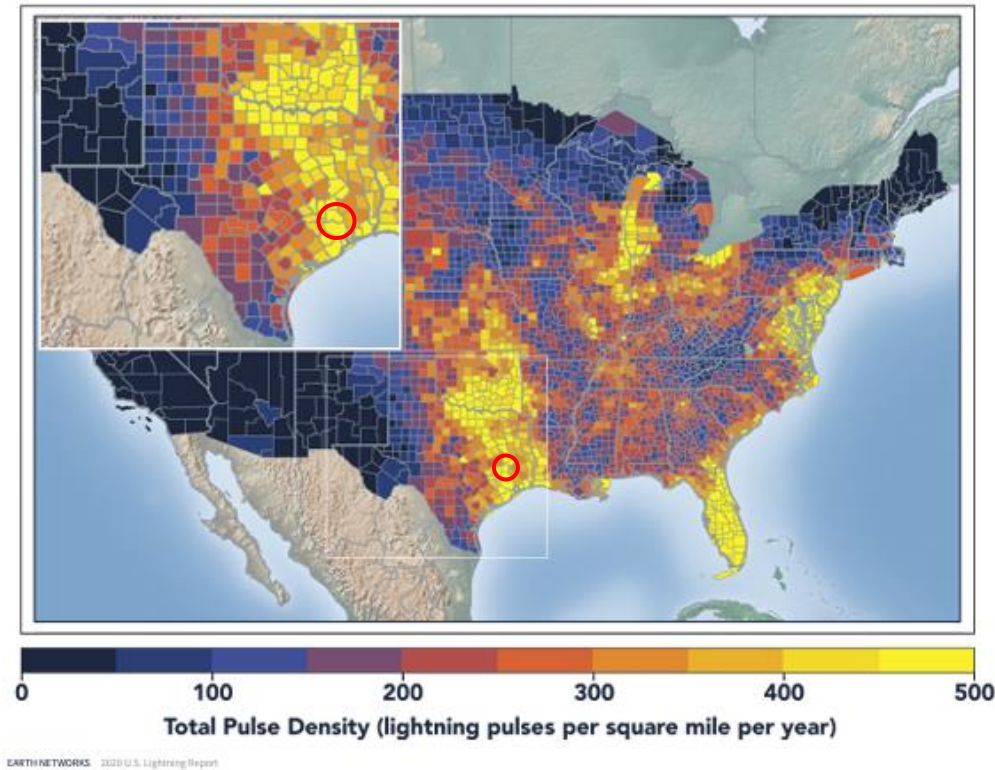 0 100 200 300 400 500
Total Pulse Density (lightning pulses per square mile per year)
EARTH NETWORKS 2020 U.S. Lightning Report